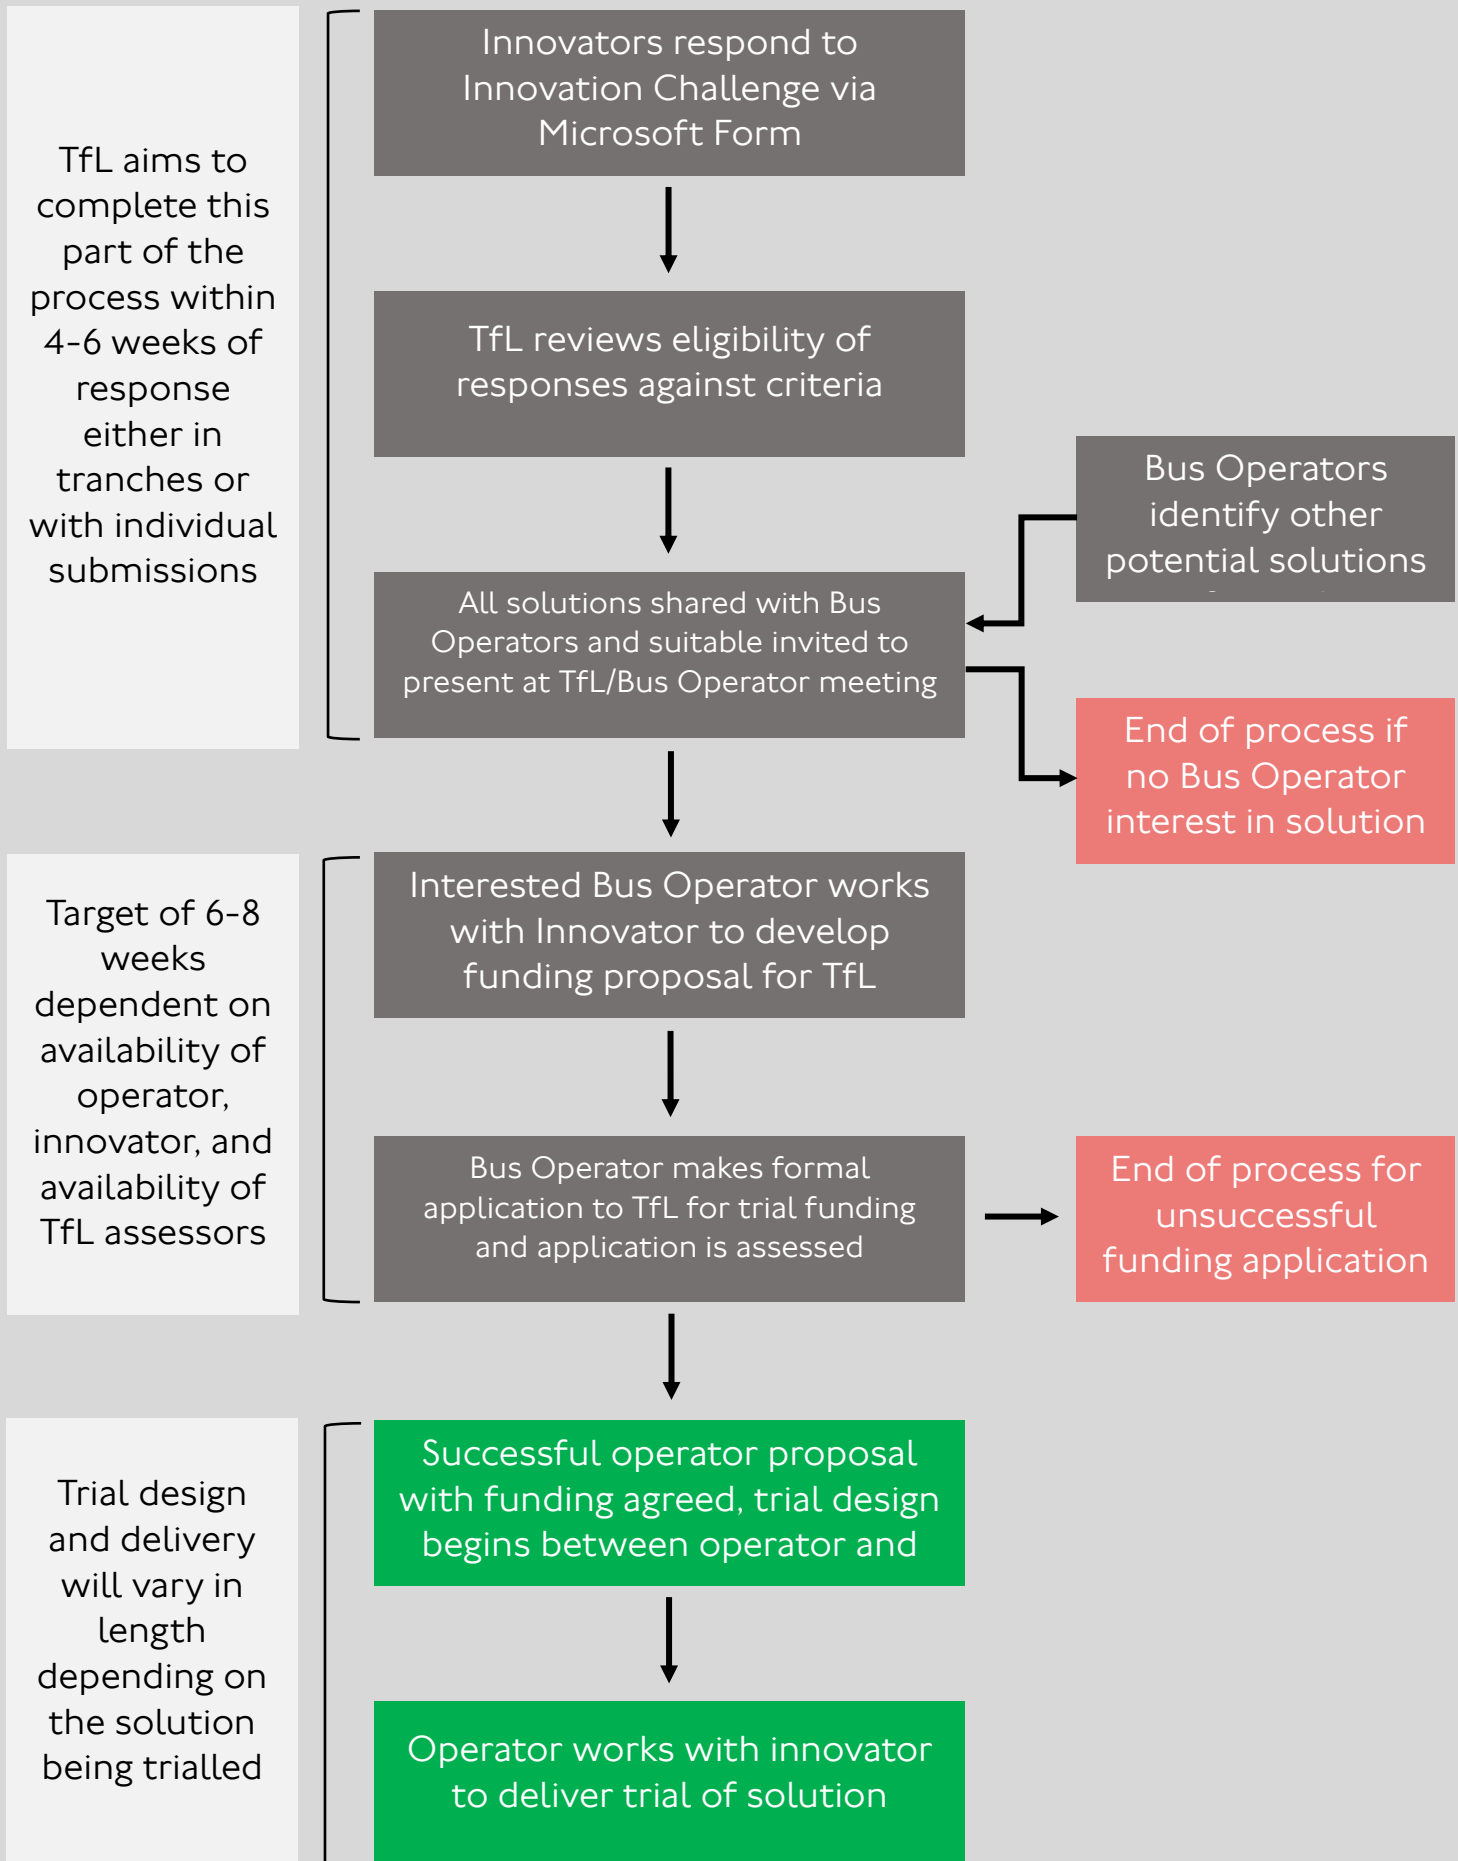 TfL aims to
complete this
part of the
process within
4-6 weeks of
response
either in
tranches or
with individual
submissions
Innovators respond to
Innovation Challenge via
Microsoft Form
TfL reviews eligibility of
responses against criteria
Bus Operators
identify other
potential solutions
All solutions shared with Bus
Operators and suitable invited to
present at TfL/Bus Operator meeting
End of process if
no Bus Operator
interest in solution
Target of 6-8
weeks
dependent on
availability of
operator,
innovator, and
availability of
TfL assessors
Interested Bus Operator works
with Innovator to develop
funding proposal for TfL
Bus Operator makes formal
application to TfL for trial funding
and application is assessed
End of process for
unsuccessful
funding application
Trial design
and delivery
will vary in
length
depending on
the solution
being trialled
Successful operator proposal
with funding agreed, trial design
begins between operator and
Operator works with innovator
to deliver trial of solution